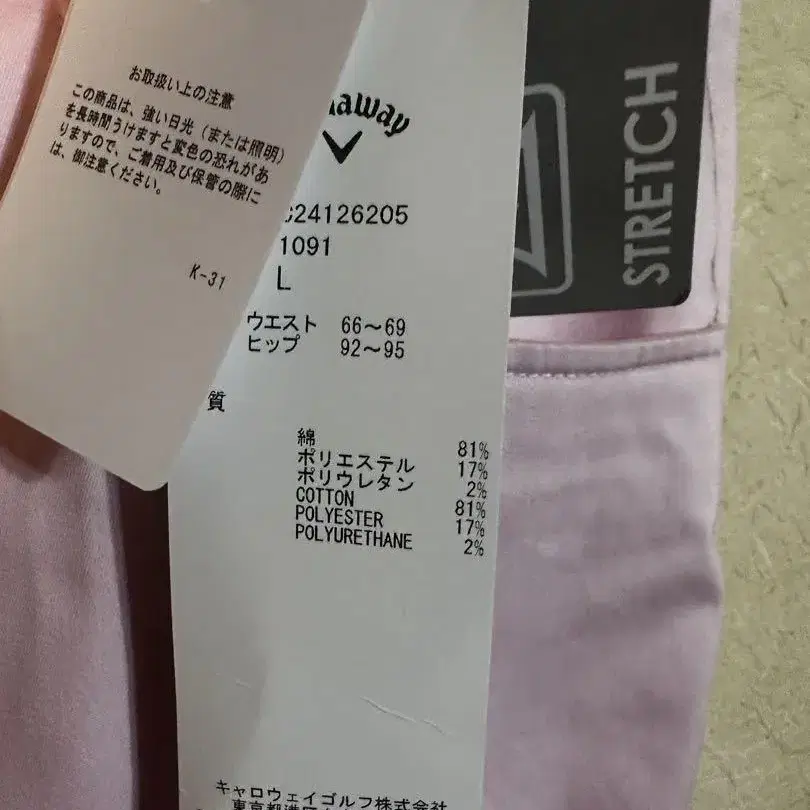 お取扱い上の注意
この商品は、強い日光（または照明）
を長時間うけますと変色の恐れがあ
りますので、ご着用及び保管の際に
は、御注意ください。
K-31
away
24126205
1091
L
ウエスト 66～69
ヒップ 92～95
質
綿 81%
ポリエステル 17%
ポリウレタン 2%
COTTON 81%
POLYESTER 17%
POLYURETHANE 2%
キャロウェイゴルフ株式会社
東京都港区
STRETCH